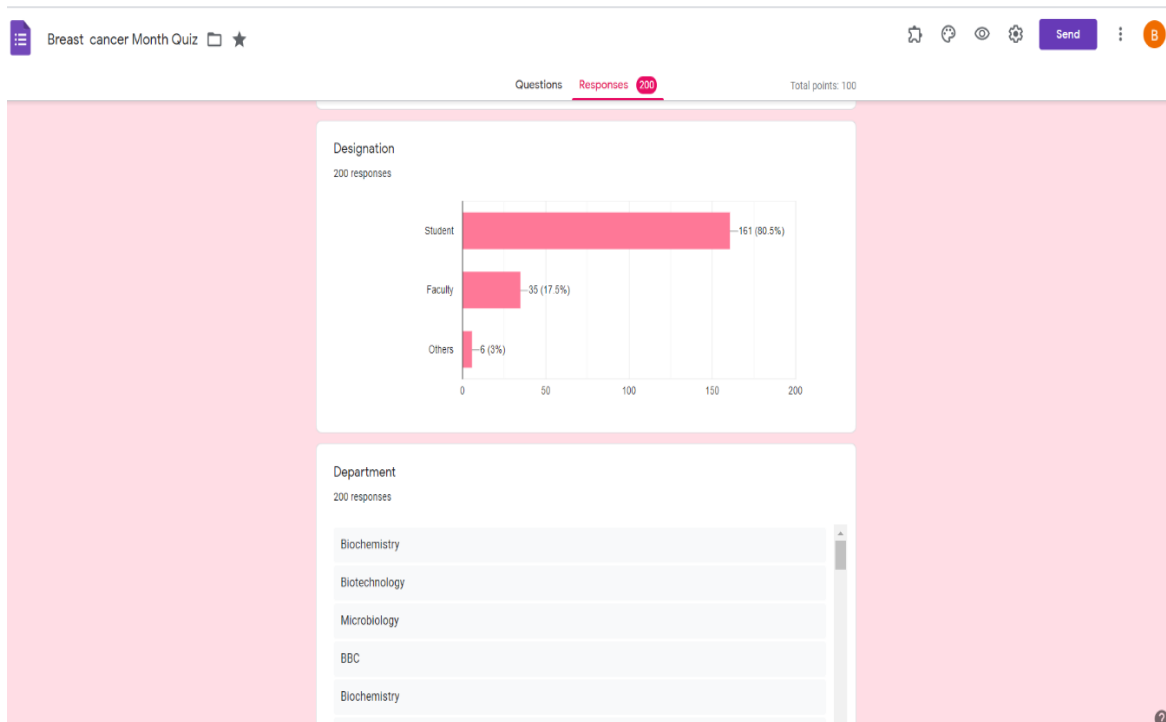 Breast cancer Month Quiz
Send
B
Questions Responses 200 Total points: 100
Designation
200 responses
Student 161 (80.5%)
Faculty 35 (17.5%)
Others 6 (3%)
0 50 100 150 200
Department
200 responses
Biochemistry
Biotechnology
Microbiology
BBC
Biochemistry
?